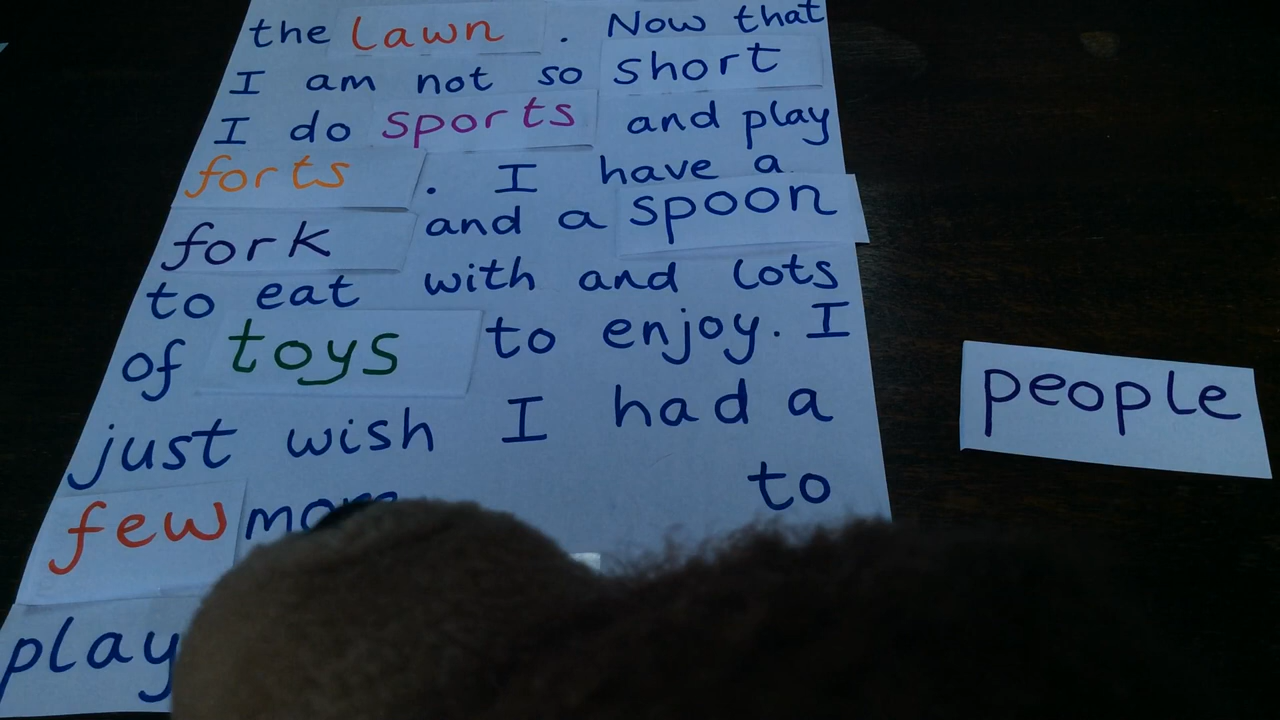 the lawn . Now that
I am not so short
I do sports and play
forts . I have a
fork and a spoon
to eat with and lots
of toys to enjoy. I
just wish I had a
few more to
play
people